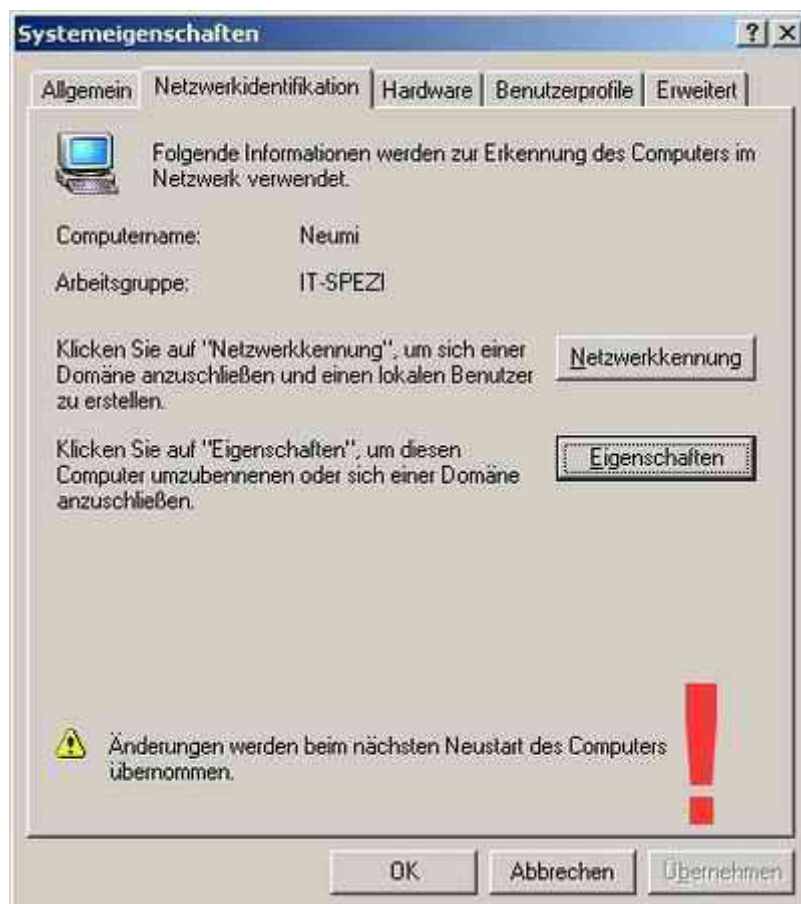 Systemeigenschaften
Allgemein Netzwerkidentifikation Hardware Benutzerprofile Erweitert
Folgende Informationen werden zur Erkennung des Computers im
Netzwerk verwendet.
Computername: Neumi
Arbeitsgruppe: IT-SPEZI
Klicken Sie auf "Netzwerkkennung", um sich einer
Domäne anzuschließen und einen lokalen Benutzer
zu erstellen.
Netzwerkkennung
Klicken Sie auf "Eigenschaften", um diesen
Computer umzubennenen oder sich einer Domäne
anzuschließen.
Eigenschaften
Änderungen werden beim nächsten Neustart des Computers
übernommen.
!
OK Abbrechen Übernehmen